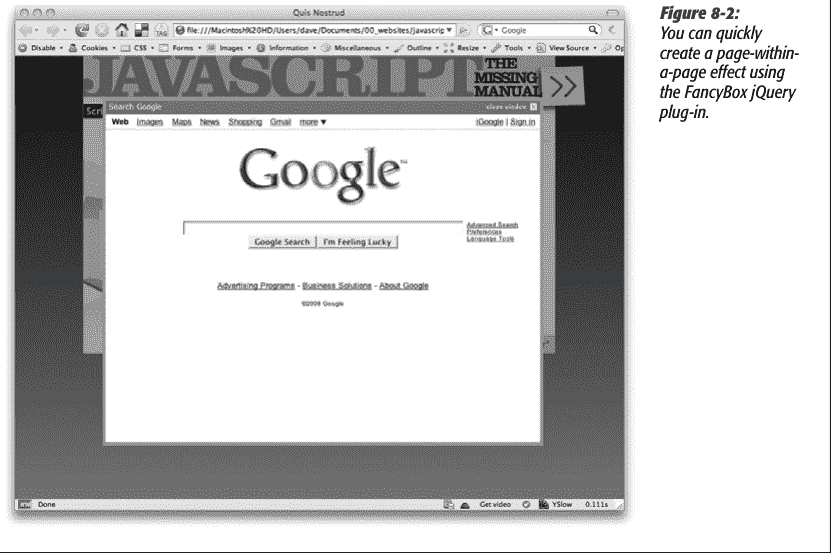 Quis Nostrud
file:///Macintosh%20HD/Users/dave/Documents/00_websites/javascrip
Google
Disable Cookies CSS Forms Images Information Miscellaneous Outline Resize Tools View Source Op
JAVASCRIPT
THE
MISSING
MANUAL
>>
Scri
Search Google
close window
Web Images Maps News Shopping Gmail more ▼
iGoogle | Sign in
Google™
Advanced Search
Preferences
Language Tools
Google Search
I'm Feeling Lucky
Advertising Programs - Business Solutions - About Google
©2008 Google
Done
Get video
YSlow
0.111s
Figure 8-2:
You can quickly
create a page-within-
a-page effect using
the FancyBox jQuery
plug-in.